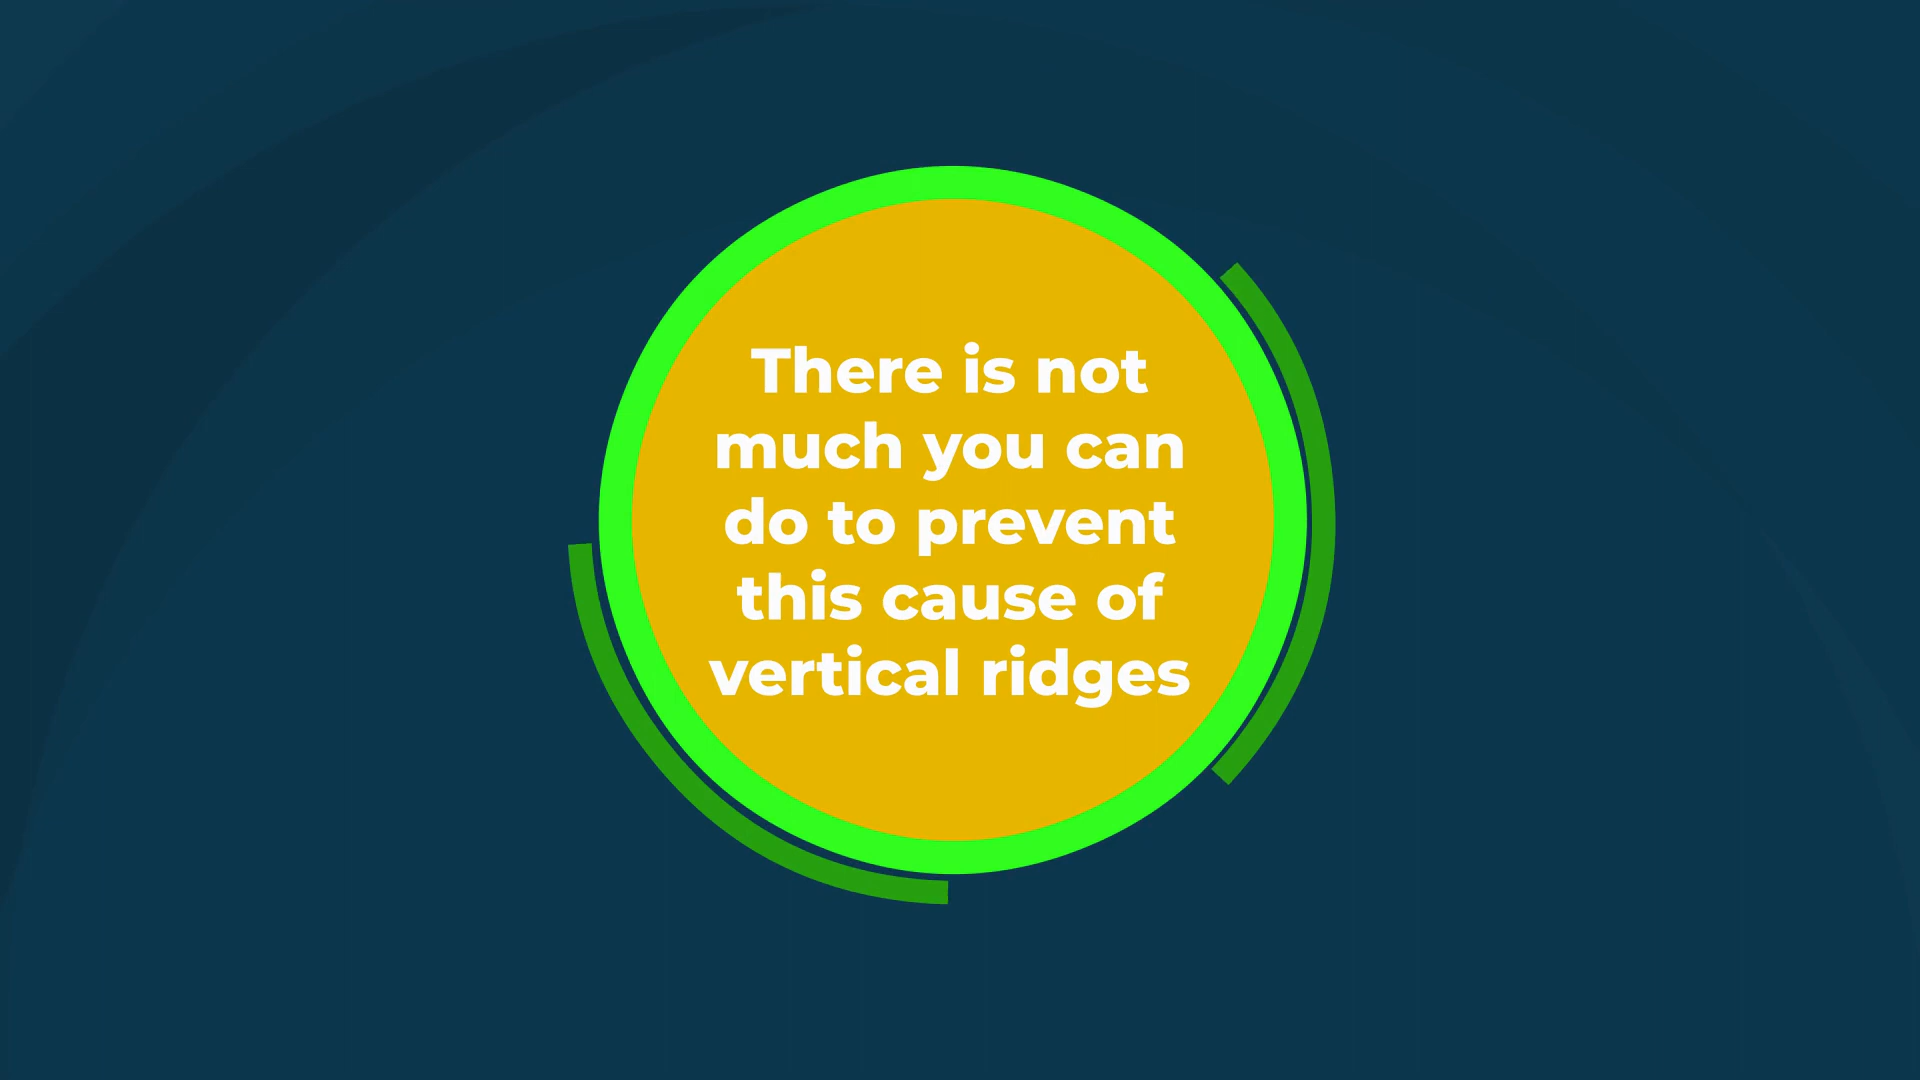 There is not
much you can
do to prevent
this cause of
vertical ridges